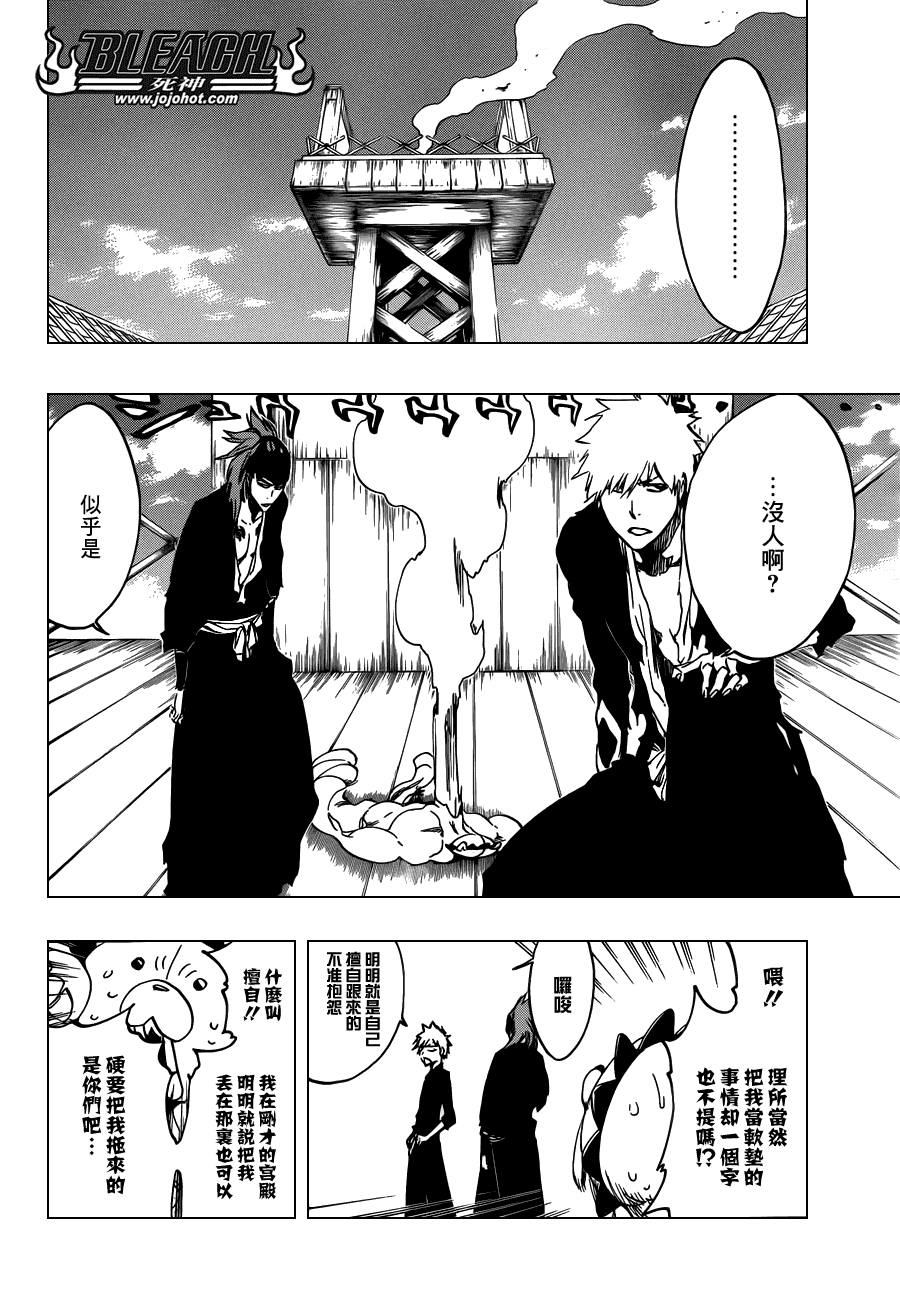 BLEACH
死神
www.jojohot.com
………………
…沒人啊?
似乎是
喂!!
理所當然
把我當軟墊的
事情却一個字
也不提嗎!?
囉唆
明明就是自己
擅自跟來的
不准抱怨
什麼叫
擅自!!
我在剛才的宮殿
明明就說把我
丢在那裏也可以
硬要把我拖來的
是你們吧…